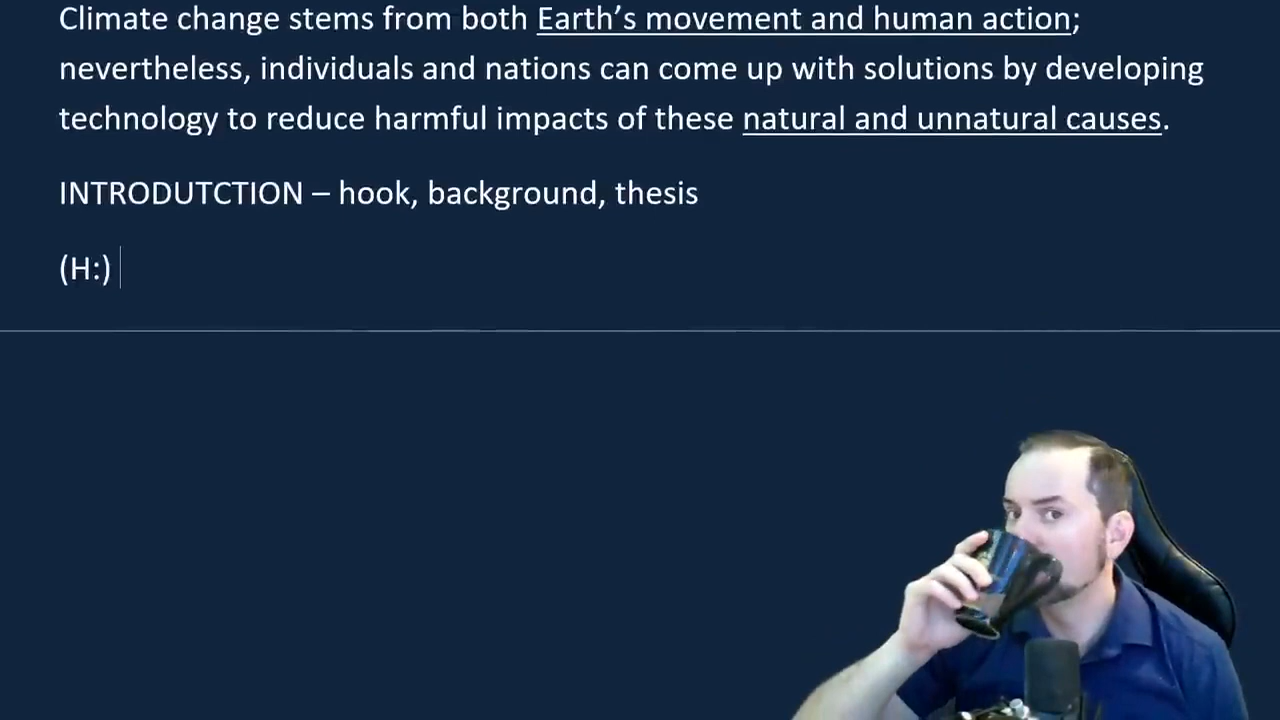 Climate change stems from both Earth’s movement and human action;
nevertheless, individuals and nations can come up with solutions by developing
technology to reduce harmful impacts of these natural and unnatural causes.
INTRODUTCTION – hook, background, thesis
(H:)